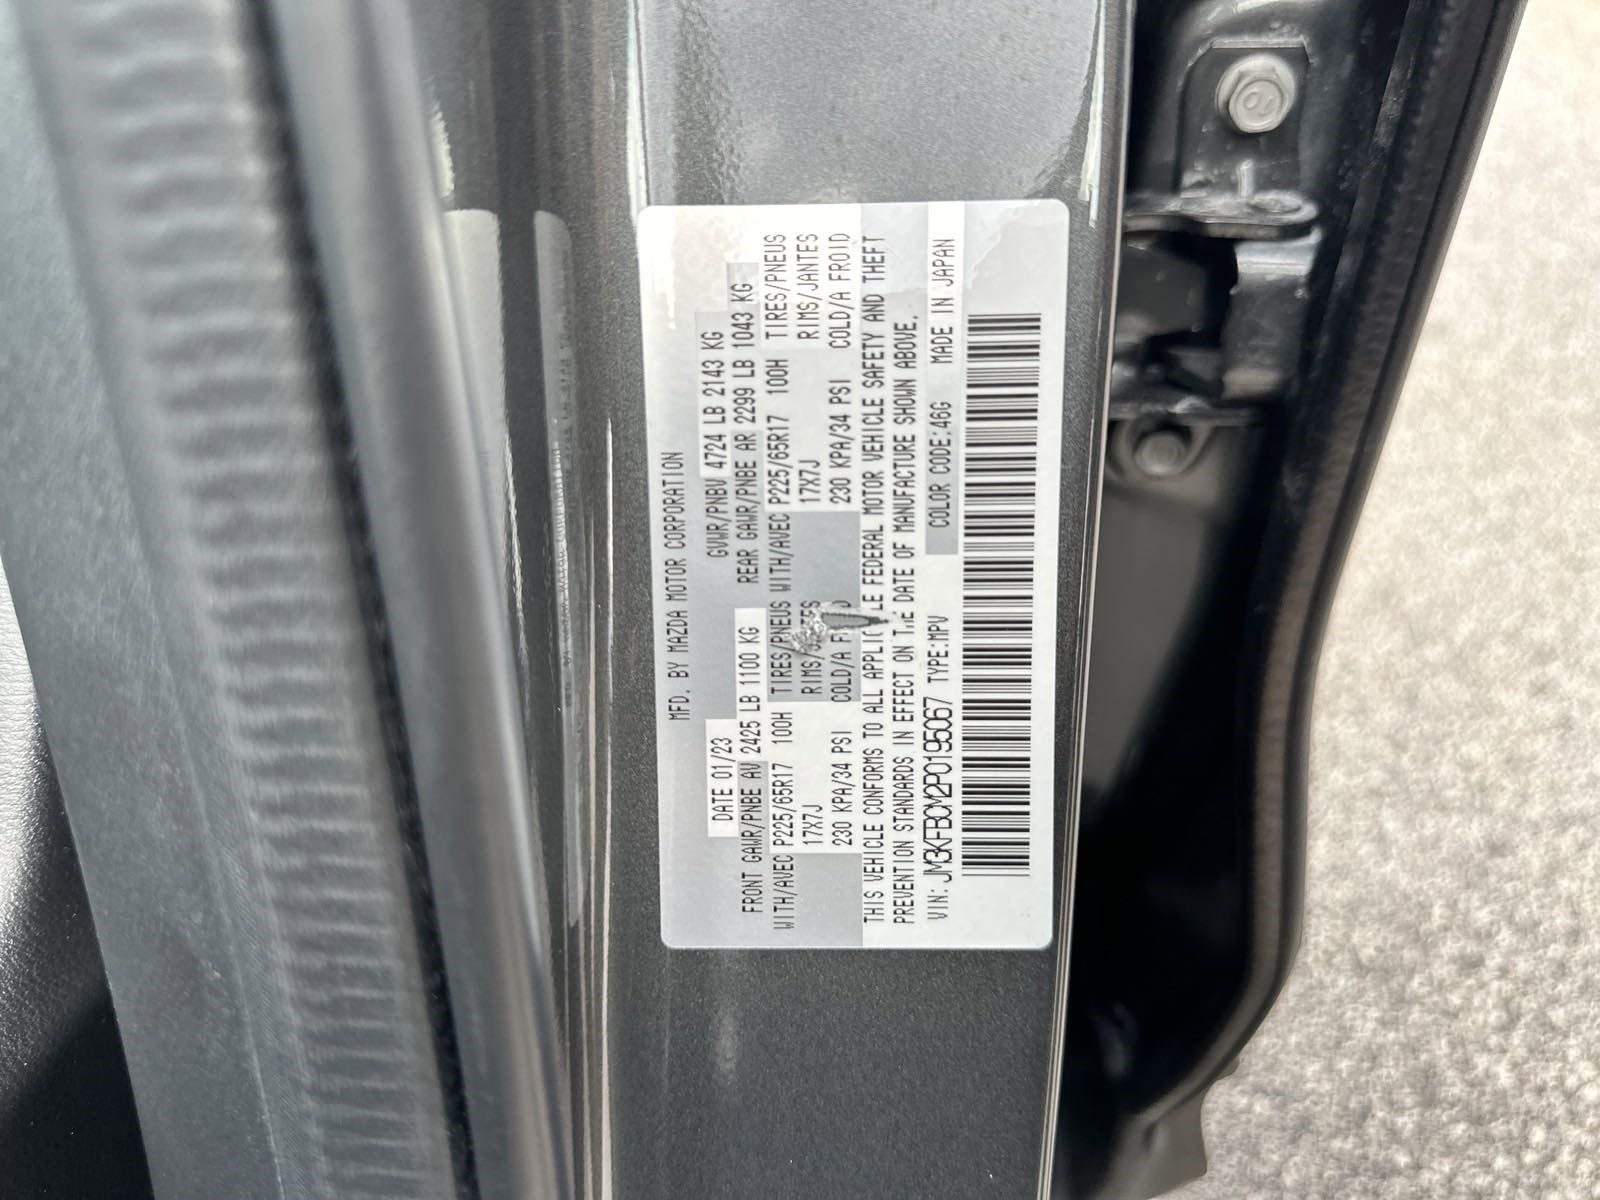 MFD. BY MAZDA MOTOR CORPORATION
DATE 01/23 GVWR/PNBV 4724 LB 2143 KG
FRONT GAWR/PNBE AV 2425 LB 1100 KG REAR GAWR/PNBE AR 2299 LB 1043 KG
WITH/AVEC P225/65R17 100H TIRES/PNEUS WITH/AVEC P225/65R17 100H TIRES/PNEUS
17X7J RIMS/ 17X7J RIMS/JANTES
230 KPA/34 PSI COLD/A 230 KPA/34 PSI COLD/A FROID
THIS VEHICLE CONFORMS TO ALL APPLICABLE FEDERAL MOTOR VEHICLE SAFETY AND THEFT
PREVENTION STANDARDS IN EFFECT ON THE DATE OF MANUFACTURE SHOWN ABOVE.
VIN: JM3KFBCM2P0195067 TYPE:MPV COLOR CODE:46G MADE IN JAPAN
10